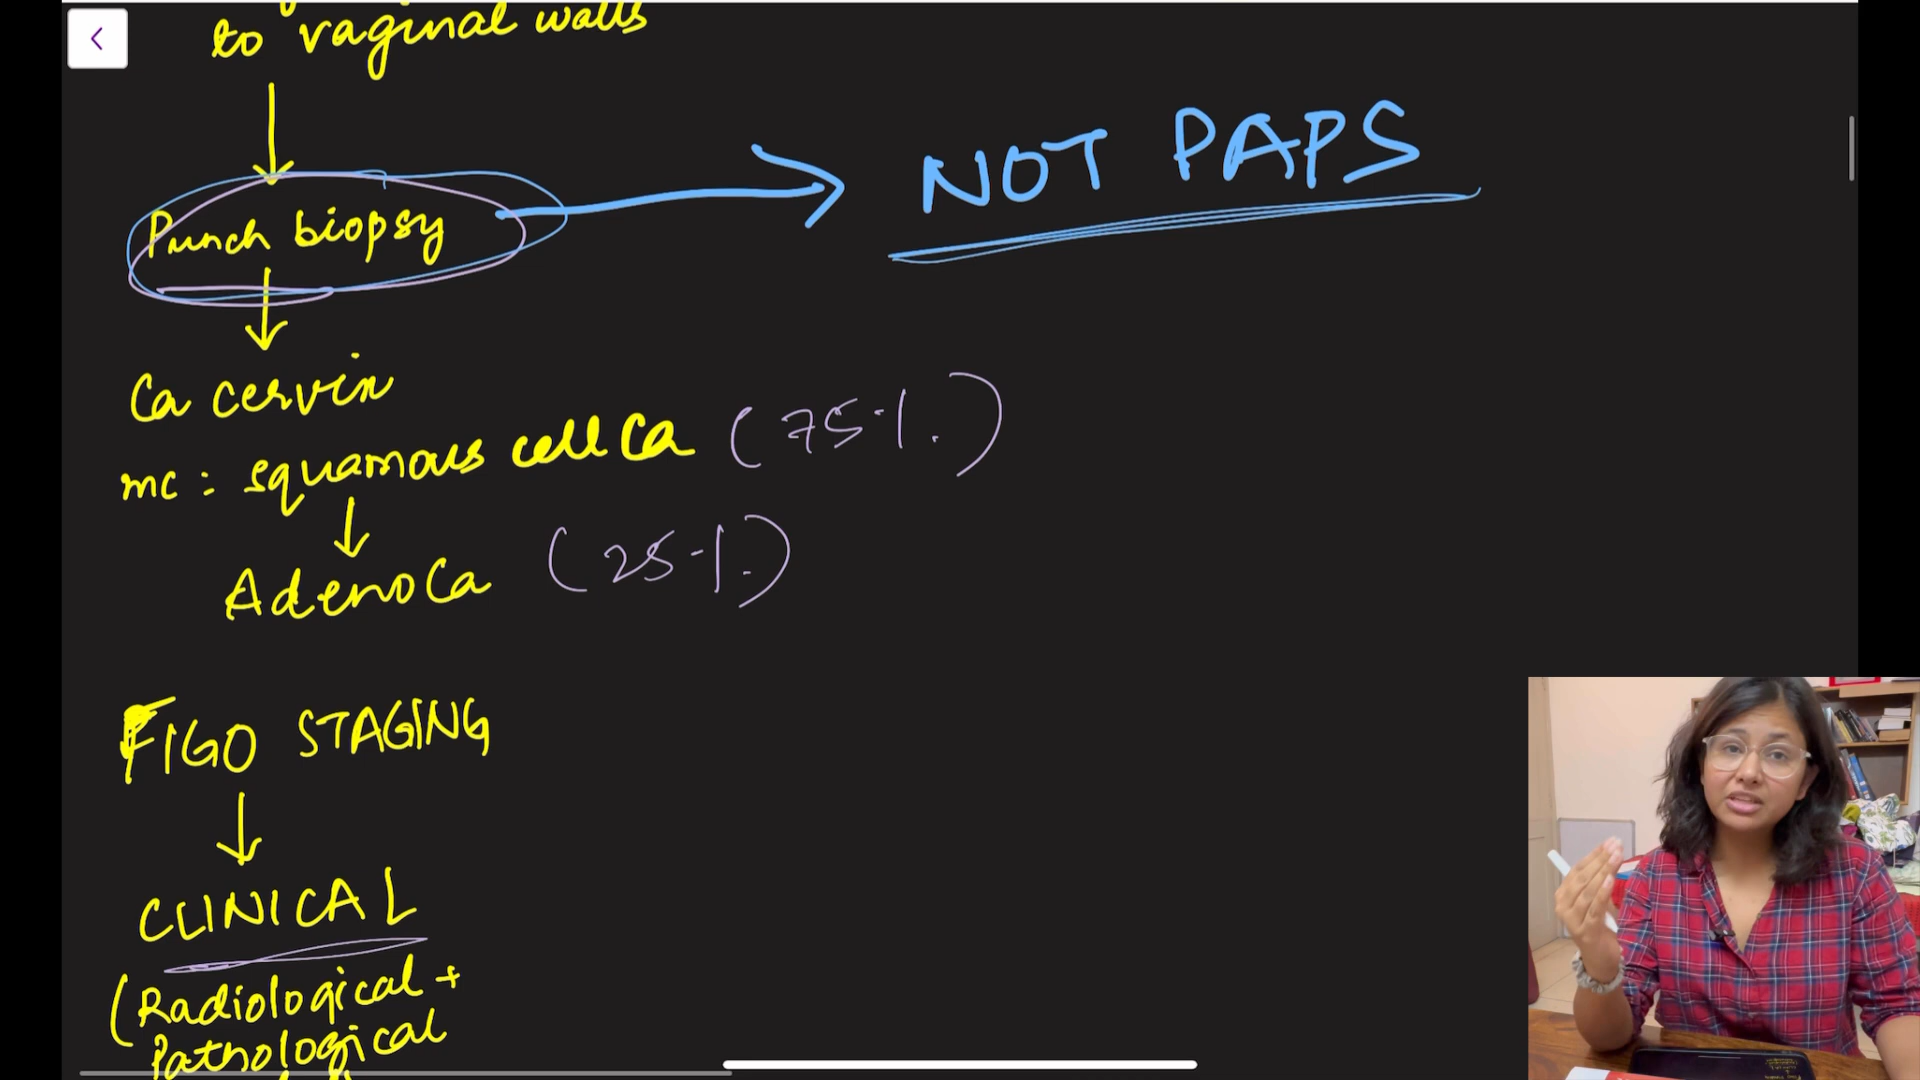 to vaginal walls
Punch biopsy
NOT PAPS
Ca cervix
mc : squamous cell Ca (75%)
Adeno Ca (25%)
FIGO STAGING
CLINICAL
(Radiological +
Pathological